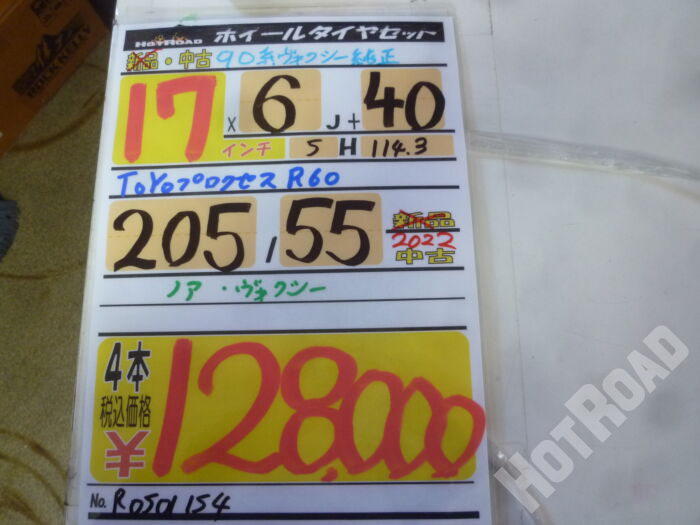 HOTROAD ホイールタイヤセット
新品・中古 90系ヴォクシー純正
17 x 6 J+ 40
インチ 5 H 114.3
ToYoプロクセス R60
205 / 55 新品
2022
中古
ノア・ヴォクシー
4本
税込価格
¥128,000
No. R0501154
HOTROAD
ROCK KELLY